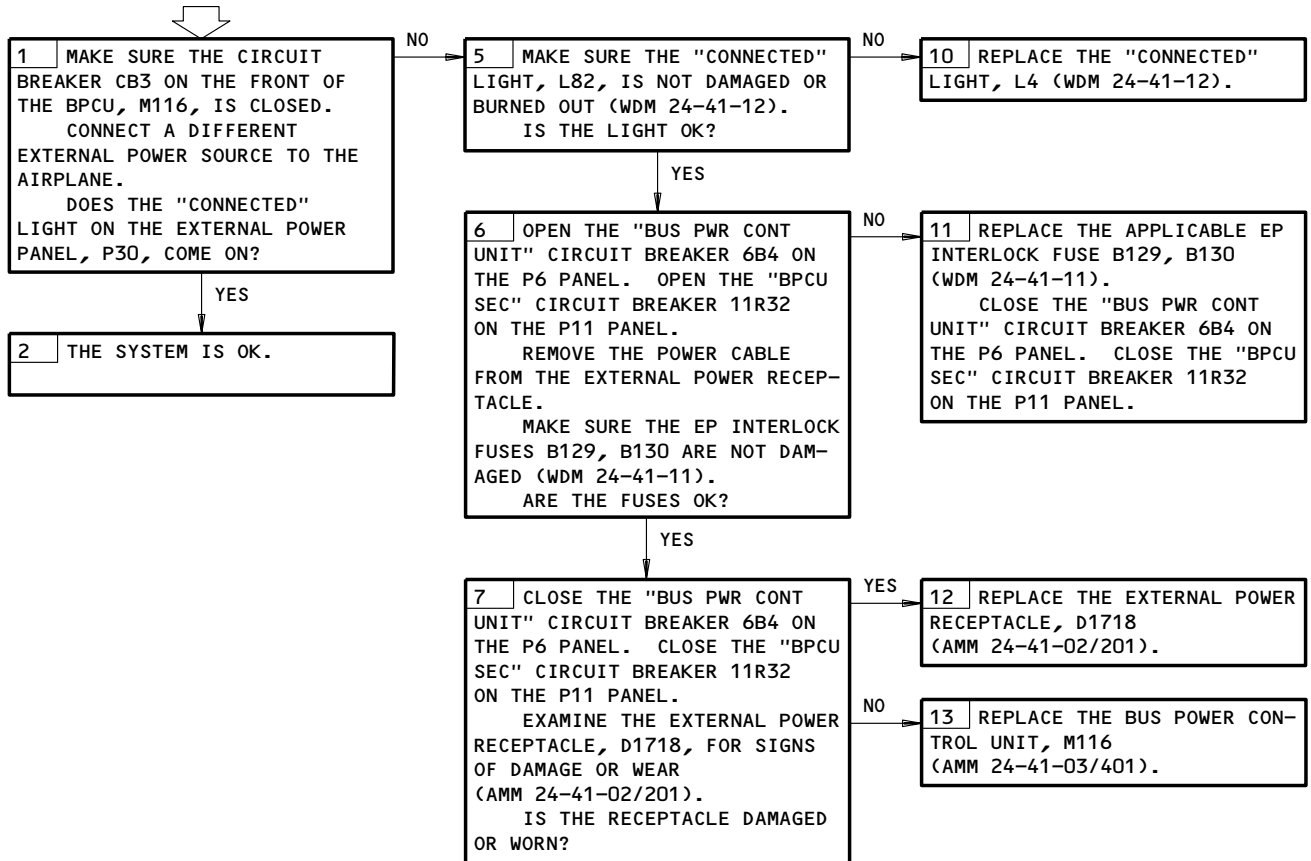 1 MAKE SURE THE CIRCUIT
BREAKER CB3 ON THE FRONT OF
THE BPCU, M116, IS CLOSED.
CONNECT A DIFFERENT
EXTERNAL POWER SOURCE TO THE
AIRPLANE.
DOES THE "CONNECTED"
LIGHT ON THE EXTERNAL POWER
PANEL, P30, COME ON?
YES
2 THE SYSTEM IS OK.
NO
5 MAKE SURE THE "CONNECTED"
LIGHT, L82, IS NOT DAMAGED OR
BURNED OUT (WDM 24-41-12).
IS THE LIGHT OK?
NO
10 REPLACE THE "CONNECTED"
LIGHT, L4 (WDM 24-41-12).
YES
6 OPEN THE "BUS PWR CONT
UNIT" CIRCUIT BREAKER 6B4 ON
THE P6 PANEL. OPEN THE "BPCU
SEC" CIRCUIT BREAKER 11R32
ON THE P11 PANEL.
REMOVE THE POWER CABLE
FROM THE EXTERNAL POWER RECEP-
TACLE.
MAKE SURE THE EP INTERLOCK
FUSES B129, B130 ARE NOT DAM-
AGED (WDM 24-41-11).
ARE THE FUSES OK?
NO
11 REPLACE THE APPLICABLE EP
INTERLOCK FUSE B129, B130
(WDM 24-41-11).
CLOSE THE "BUS PWR CONT
UNIT" CIRCUIT BREAKER 6B4 ON
THE P6 PANEL. CLOSE THE "BPCU
SEC" CIRCUIT BREAKER 11R32
ON THE P11 PANEL.
YES
7 CLOSE THE "BUS PWR CONT
UNIT" CIRCUIT BREAKER 6B4 ON
THE P6 PANEL. CLOSE THE "BPCU
SEC" CIRCUIT BREAKER 11R32
ON THE P11 PANEL.
EXAMINE THE EXTERNAL POWER
RECEPTACLE, D1718, FOR SIGNS
OF DAMAGE OR WEAR
(AMM 24-41-02/201).
IS THE RECEPTACLE DAMAGED
OR WORN?
YES
12 REPLACE THE EXTERNAL POWER
RECEPTACLE, D1718
(AMM 24-41-02/201).
NO
13 REPLACE THE BUS POWER CON-
TROL UNIT, M116
(AMM 24-41-03/401).